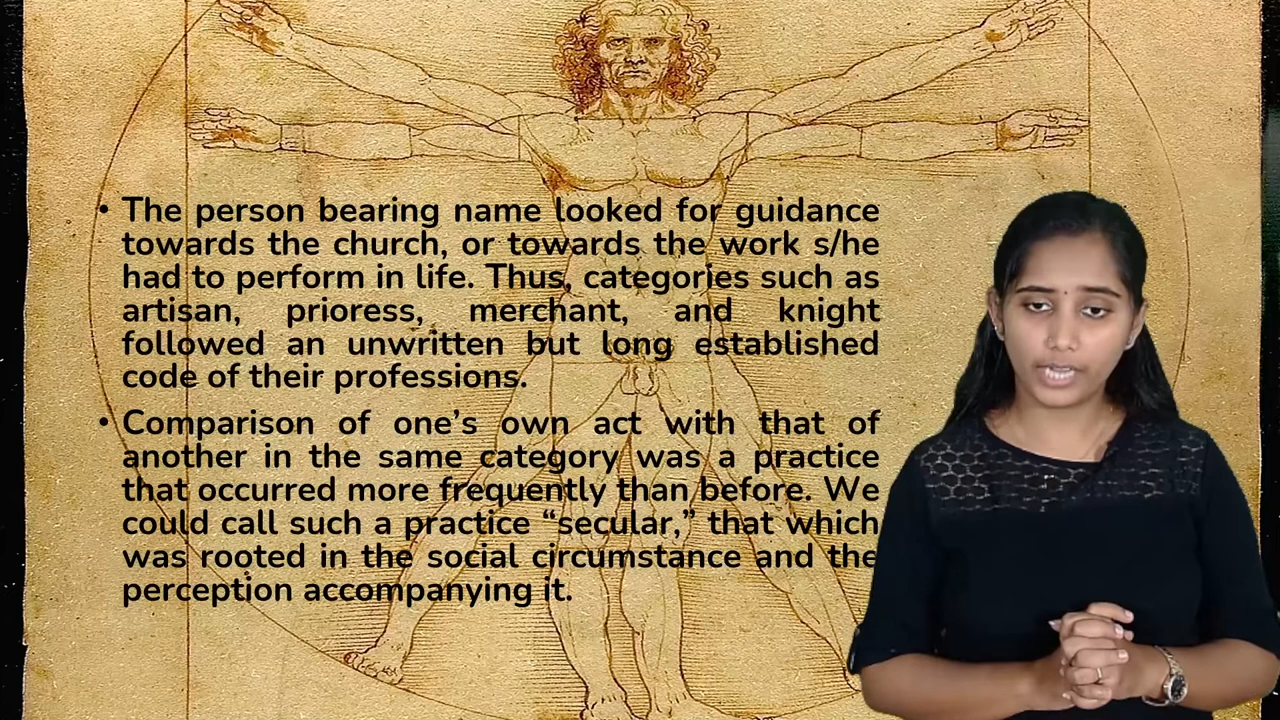 • The person bearing name looked for guidance
towards the church, or towards the work s/he
had to perform in life. Thus, categories such as
artisan, prioress, merchant, and knight
followed an unwritten but long established
code of their professions.
• Comparison of one’s own act with that of
another in the same category was a practice
that occurred more frequently than before. We
could call such a practice “secular,” that which
was rooted in the social circumstance and the
perception accompanying it.